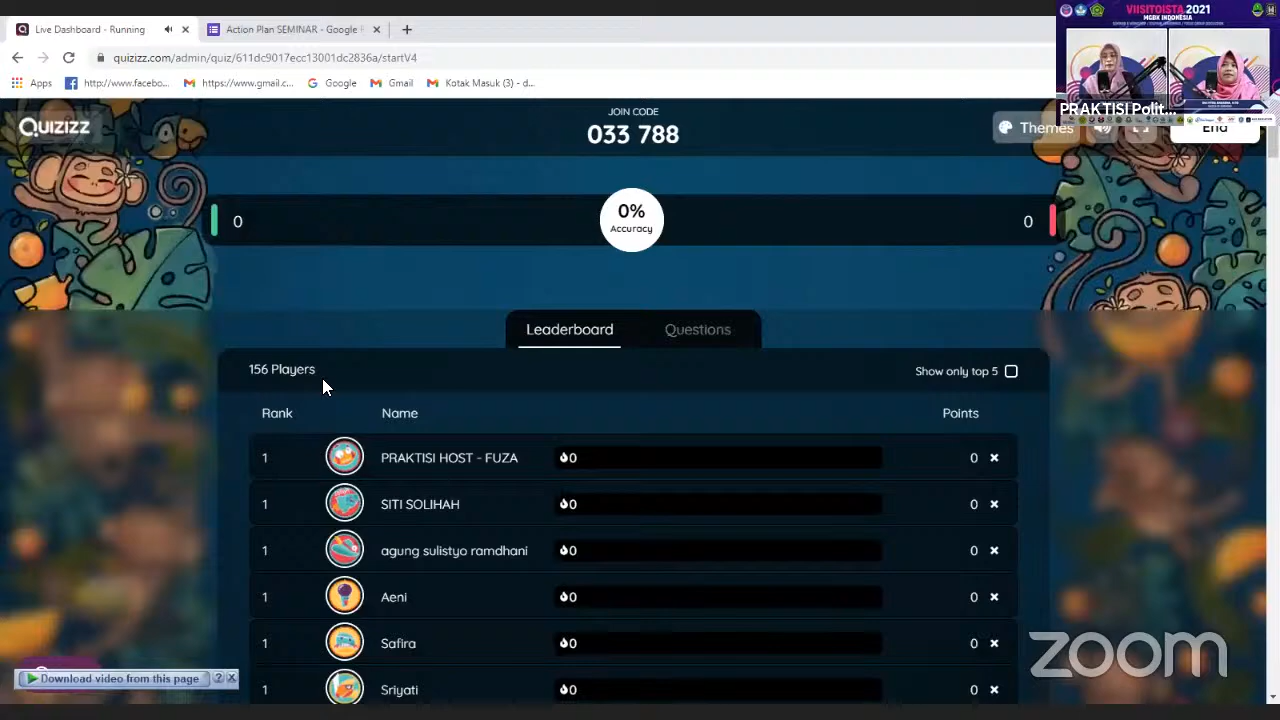 Live Dashboard - Running
Action Plan SEMINAR - Google
quizizz.com/admin/quiz/611dc9017ecc13001dc2836a/startV4
Apps
http://www.facebo...
https://www.gmail.c...
Google
Gmail
Kotak Masuk (3) - d...
VIISITOISTA 2021
MGBK INDONESIA
PRAKTISI Polit...
Quizizz
JOIN CODE
033 788
Themes
End
0
0%
Accuracy
0
Leaderboard
Questions
156 Players
Show only top 5
Rank
Name
Points
1
PRAKTISI HOST - FUZA
0
0
1
SITI SOLIHAH
0
0
1
agung sulistyo ramdhani
0
0
1
Aeni
0
0
1
Safira
0
0
1
Sriyati
0
0
Download video from this page
?
zoom